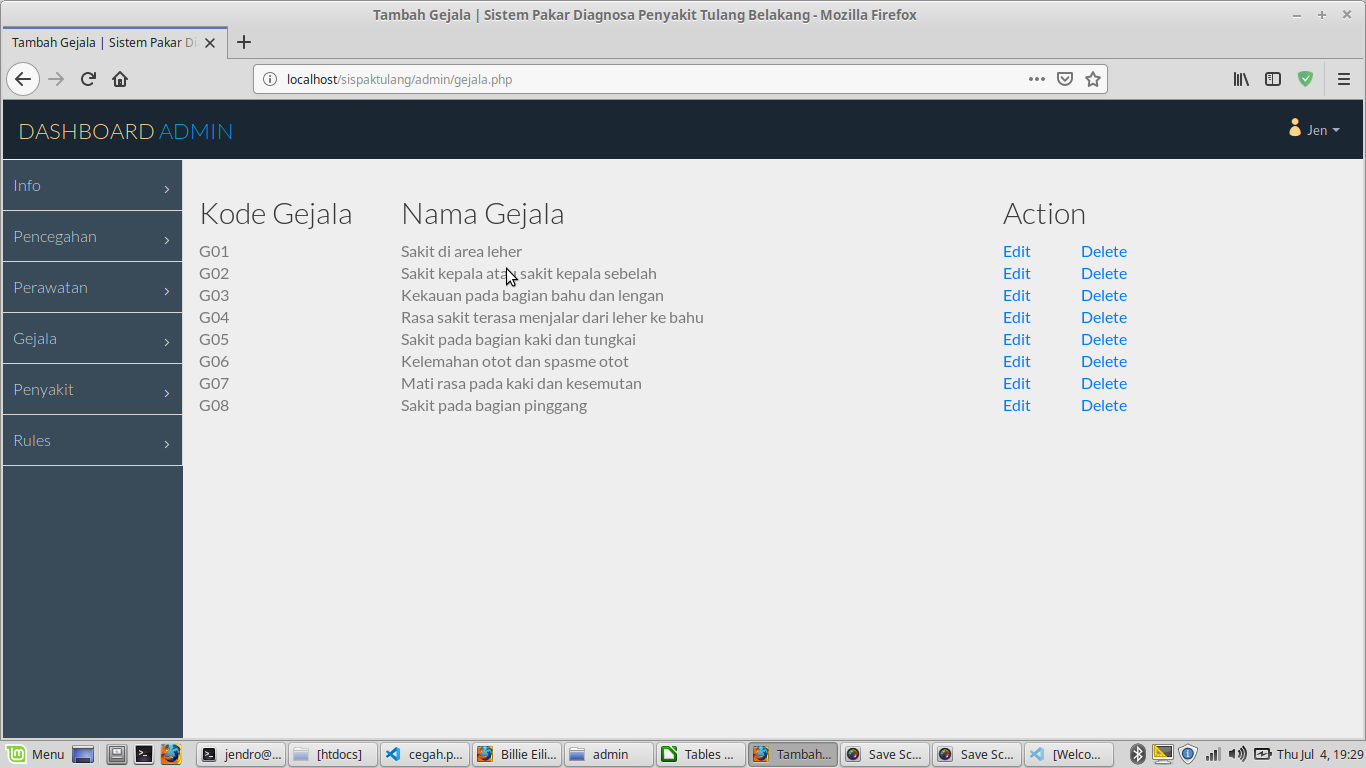 Tambah Gejala | Sistem Pakar Diagnosa Penyakit Tulang Belakang - Mozilla Firefox
Tambah Gejala | Sistem Pakar D
localhost/sispaktulang/admin/gejala.php
DASHBOARD ADMIN
Jen
Info
Pencegahan
Perawatan
Gejala
Penyakit
Rules
Kode Gejala Nama Gejala Action
G01 Sakit di area leher Edit Delete
G02 Sakit kepala atau sakit kepala sebelah Edit Delete
G03 Kekauan pada bagian bahu dan lengan Edit Delete
G04 Rasa sakit terasa menjalar dari leher ke bahu Edit Delete
G05 Sakit pada bagian kaki dan tungkai Edit Delete
G06 Kelemahan otot dan spasme otot Edit Delete
G07 Mati rasa pada kaki dan kesemutan Edit Delete
G08 Sakit pada bagian pinggang Edit Delete
Menu jendro@... [htdocs] cegah.p... Billie Eili... admin Tables ... Tambah... Save Sc... Save Sc... [Welco... Thu Jul 4, 19:29